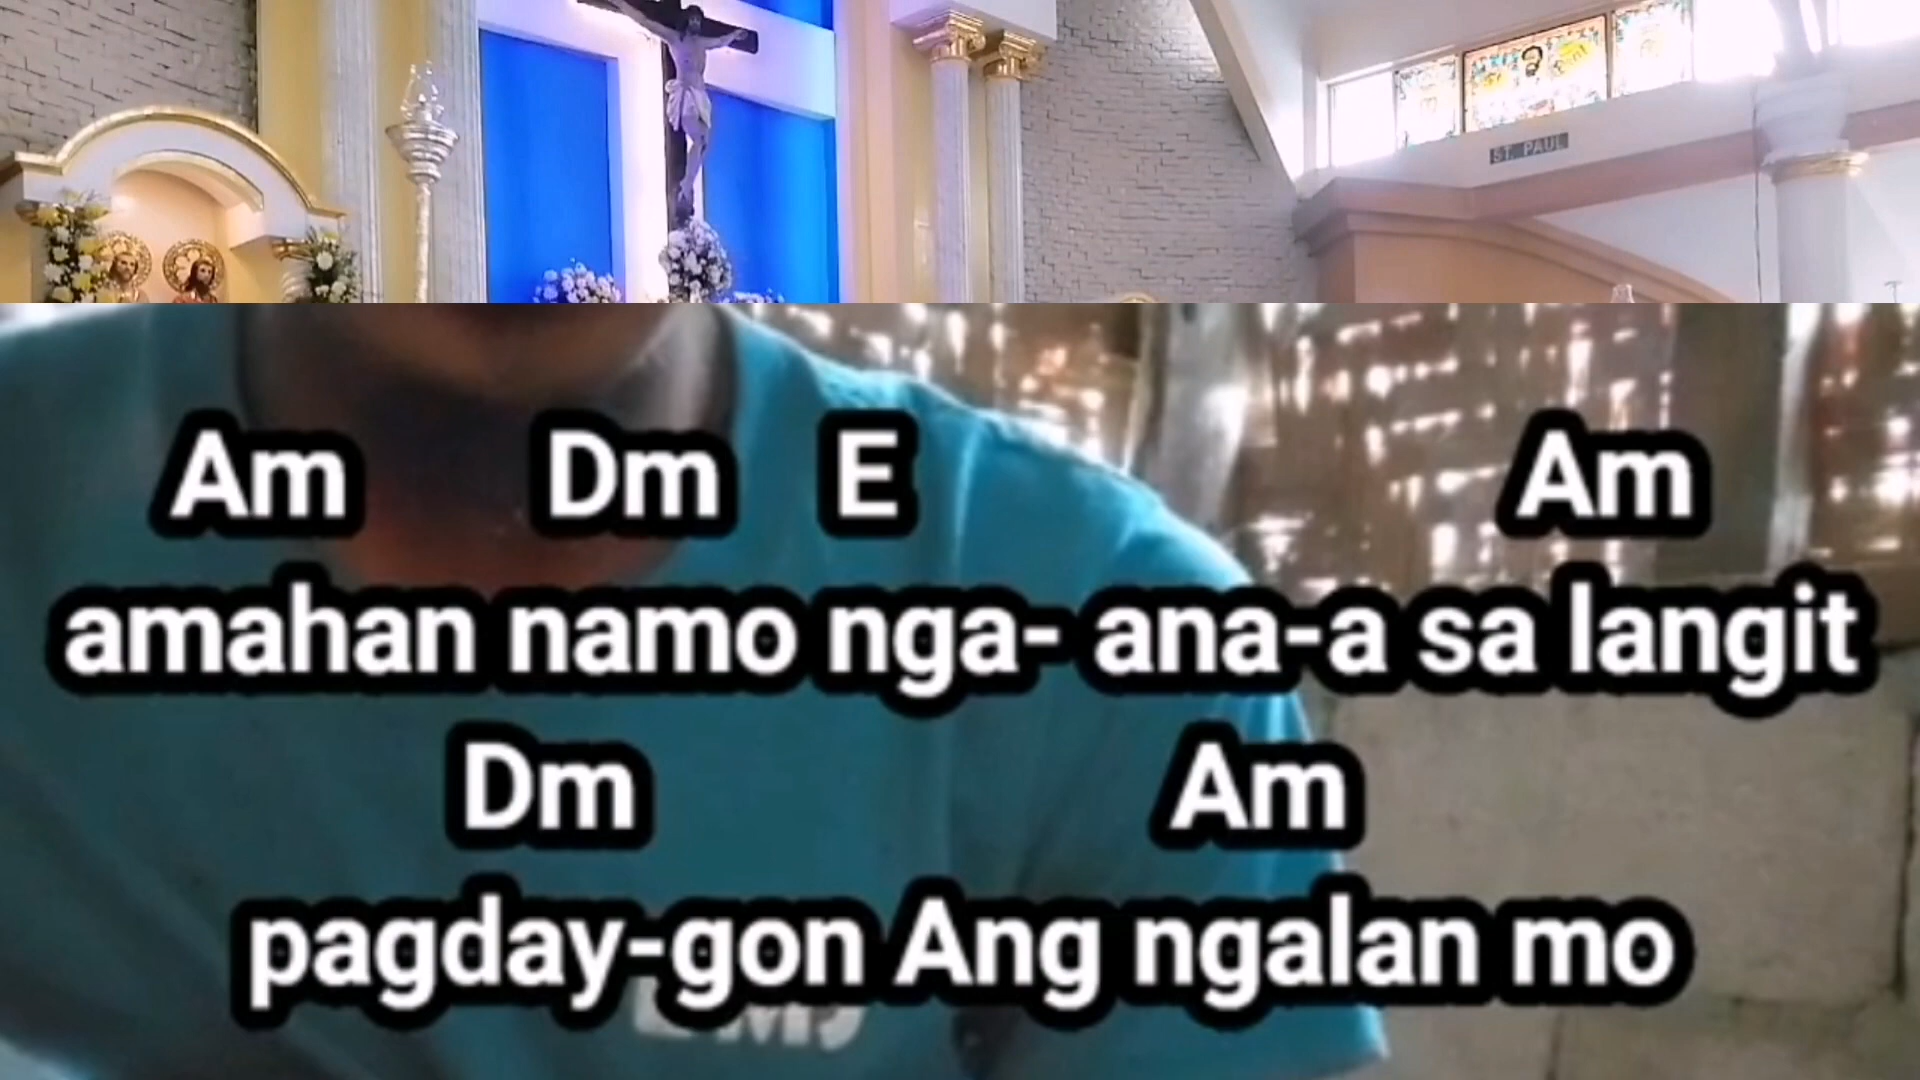 ST. PAUL
Am Dm E Am
amahan namo nga- ana-a sa langit
Dm Am
pagday-gon Ang ngalan mo